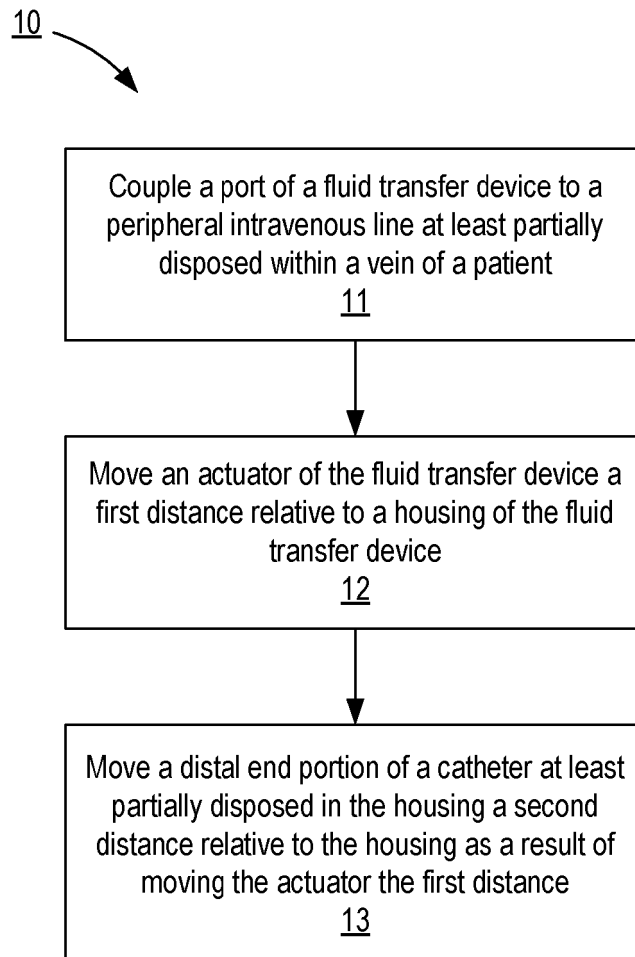 10
Couple a port of a fluid transfer device to a
peripheral intravenous line at least partially
disposed within a vein of a patient
11
Move an actuator of the fluid transfer device a
first distance relative to a housing of the fluid
transfer device
12
Move a distal end portion of a catheter at least
partially disposed in the housing a second
distance relative to the housing as a result of
moving the actuator the first distance
13